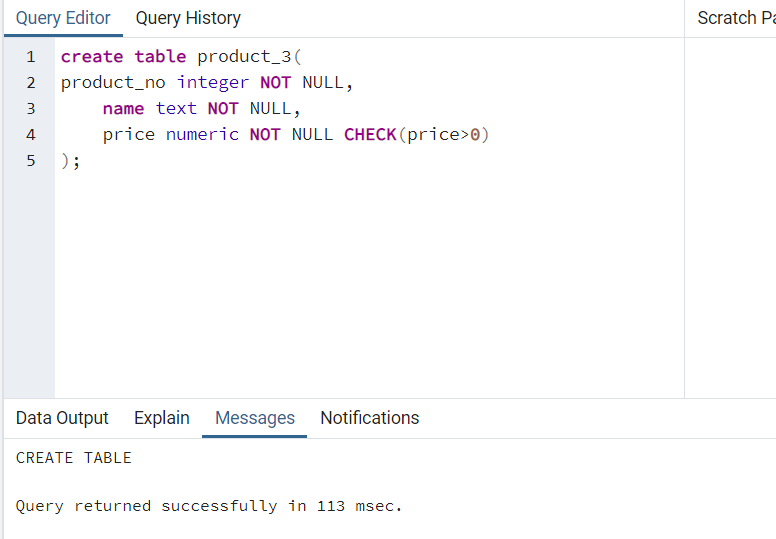 Query Editor Query History Scratch Pa
1 create table product_3(
2 product_no integer NOT NULL,
3 name text NOT NULL,
4 price numeric NOT NULL CHECK(price>0)
5 );
Data Output Explain Messages Notifications
CREATE TABLE
Query returned successfully in 113 msec.